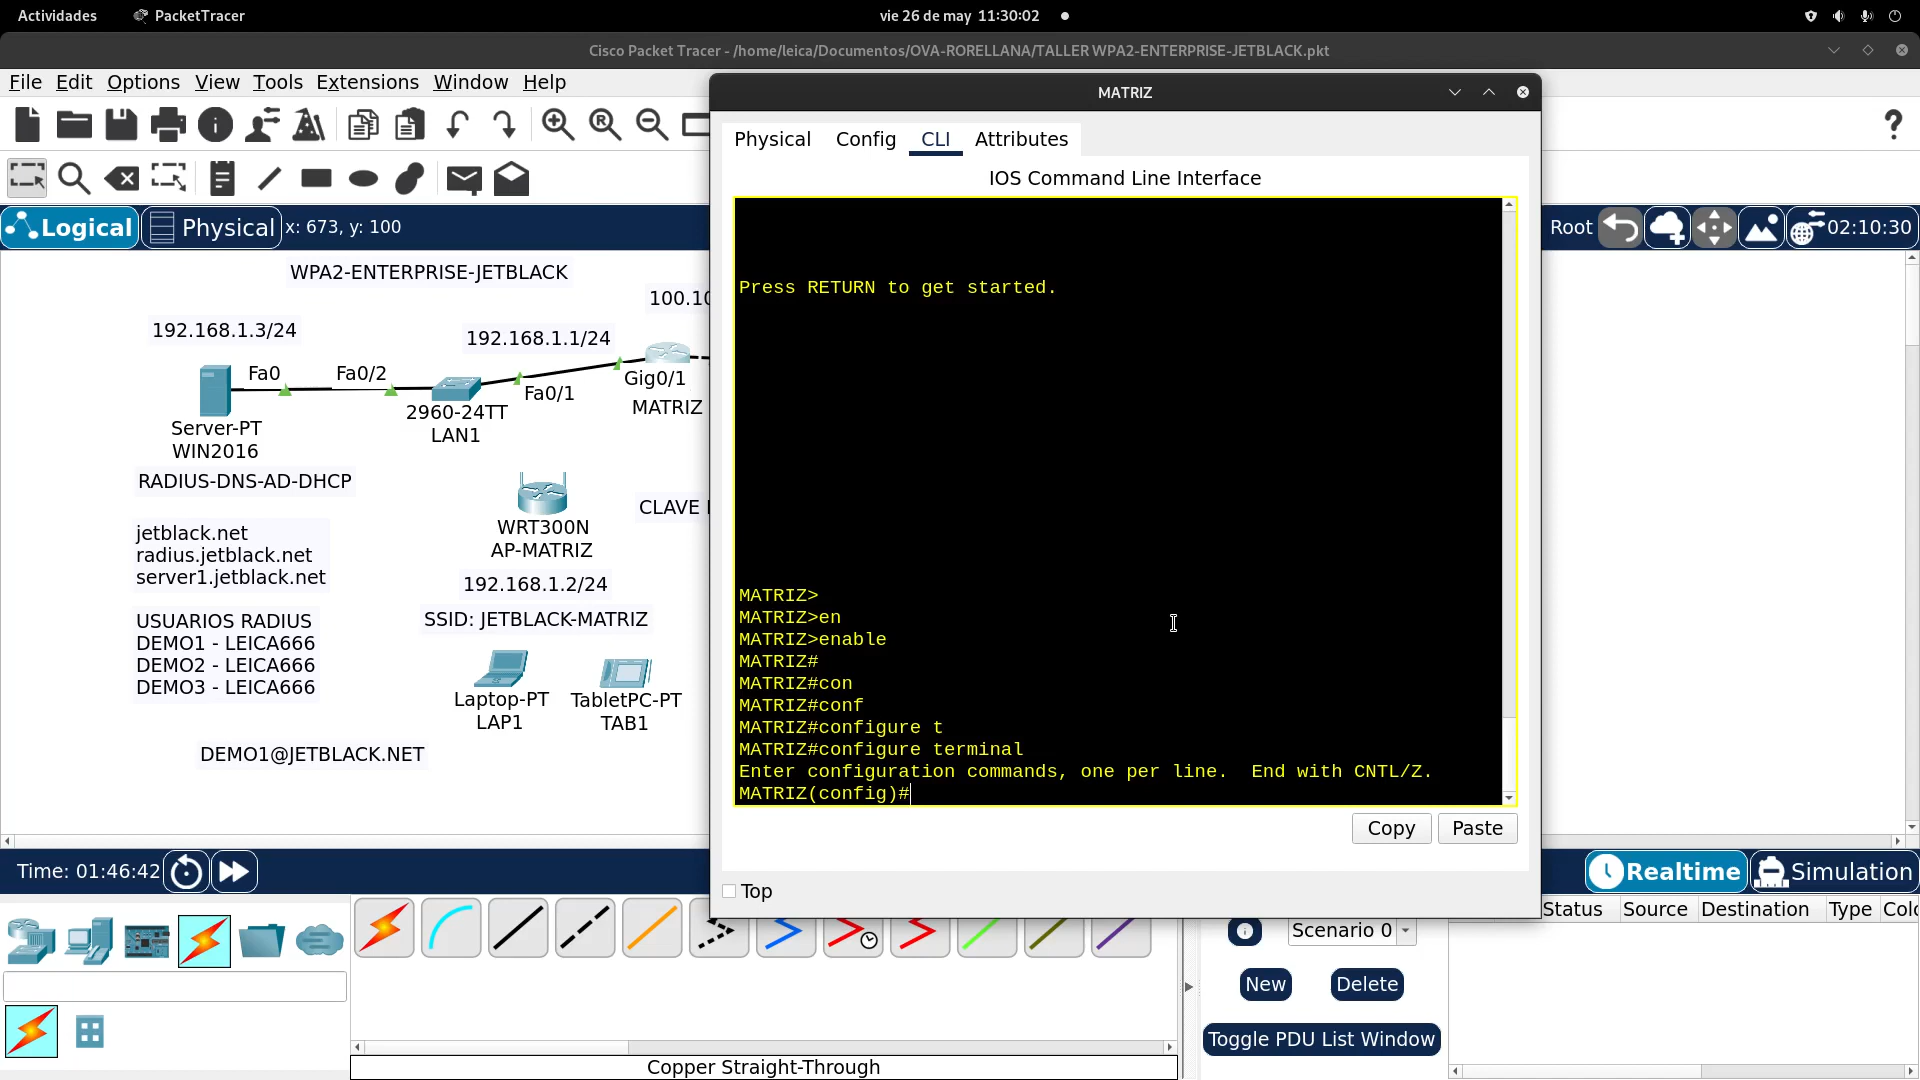 Actividades
PacketTracer
vie 26 de may 11:30:02
Cisco Packet Tracer - /home/leica/Documentos/OVA-RORELLANA/TALLER WPA2-ENTERPRISE-JETBLACK.pkt
File Edit Options View Tools Extensions Window Help
?
Logical
Physical
x: 673, y: 100
Root
02:10:30
WPA2-ENTERPRISE-JETBLACK
100.10
192.168.1.3/24
192.168.1.1/24
Fa0
Fa0/2
Fa0/1
Gig0/1
MATRIZ
2960-24TT
LAN1
Server-PT
WIN2016
RADIUS-DNS-AD-DHCP
jetblack.net
radius.jetblack.net
server1.jetblack.net
WRT300N
AP-MATRIZ
CLAVE
192.168.1.2/24
SSID: JETBLACK-MATRIZ
USUARIOS RADIUS
DEMO1 - LEICA666
DEMO2 - LEICA666
DEMO3 - LEICA666
Laptop-PT
LAP1
TabletPC-PT
TAB1
DEMO1@JETBLACK.NET
MATRIZ
Physical Config CLI Attributes
IOS Command Line Interface
Press RETURN to get started.
MATRIZ>
MATRIZ>en
MATRIZ>enable
MATRIZ#
MATRIZ#con
MATRIZ#conf
MATRIZ#configure t
MATRIZ#configure terminal
Enter configuration commands, one per line.  End with CNTL/Z.
MATRIZ(config)#
Copy
Paste
Top
Time: 01:46:42
Realtime
Simulation
Scenario 0
New
Delete
Toggle PDU List Window
Status Source Destination Type Colo
Copper Straight-Through